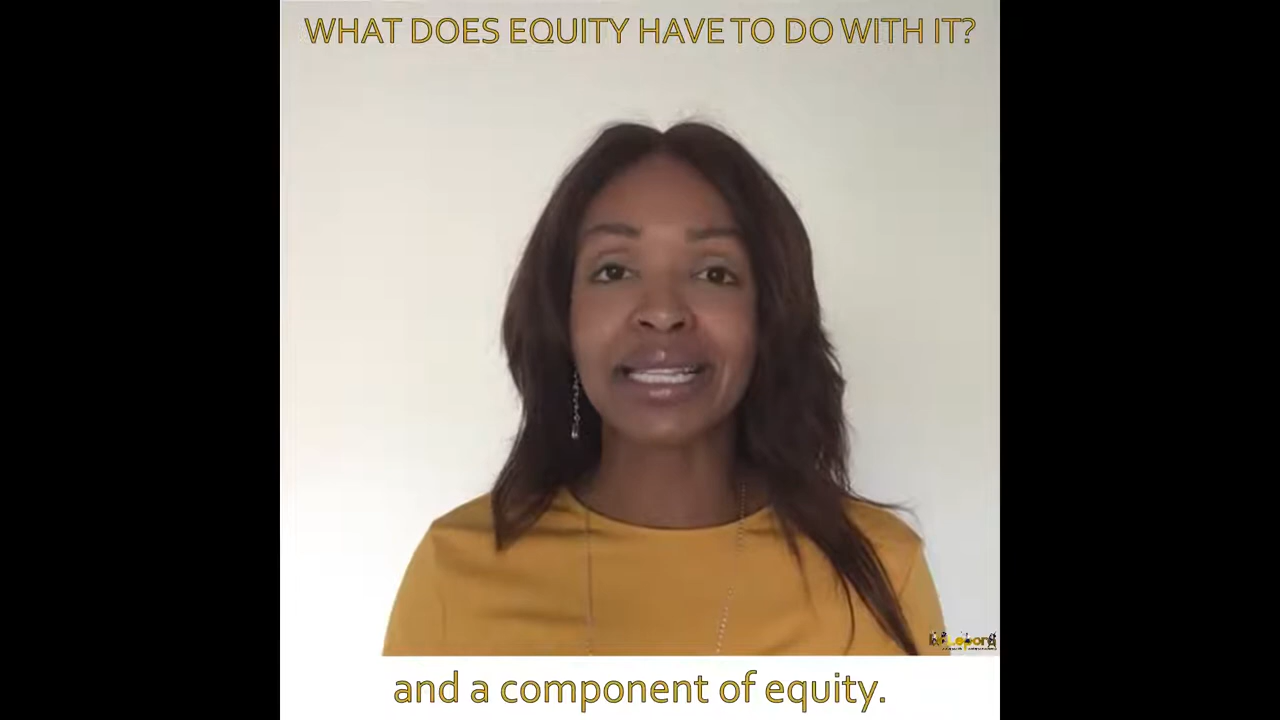 WHAT DOES EQUITY HAVE TO DO WITH IT?
and a component of equity.